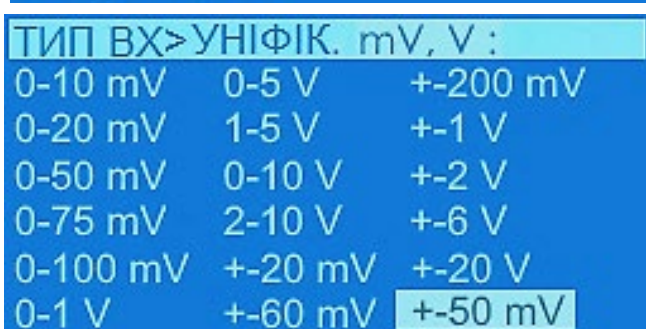 ТИП ВХ>УНІФІК. mV, V :
0-10 mV 0-5 V +-200 mV
0-20 mV 1-5 V +-1 V
0-50 mV 0-10 V +-2 V
0-75 mV 2-10 V +-6 V
0-100 mV +-20 mV +-20 V
0-1 V +-60 mV +-50 mV